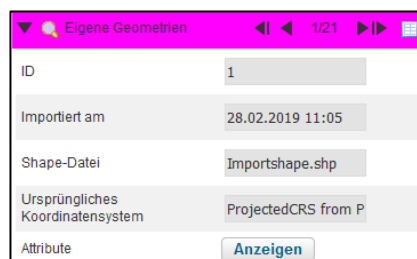 Eigene Geometrien 1/21
ID 1
Importiert am 28.02.2019 11:05
Shape-Datei Importshape.shp
Ursprüngliches
Koordinatensystem ProjectedCRS from P
Attribute Anzeigen